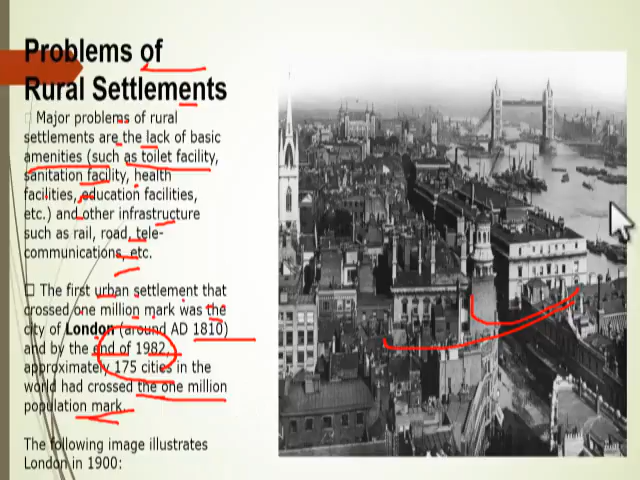 Problems of
Rural Settlements
Major problems of rural
settlements are the lack of basic
amenities (such as toilet facility,
sanitation facility, health
facilities, education facilities,
etc.) and other infrastructure
such as rail, road, tele-
communications, etc.
The first urban settlement that
crossed one million mark was the
city of London (around AD 1810)
and by the end of 1982,
approximately 175 cities in the
world had crossed the one million
population mark.
The following image illustrates
London in 1900: